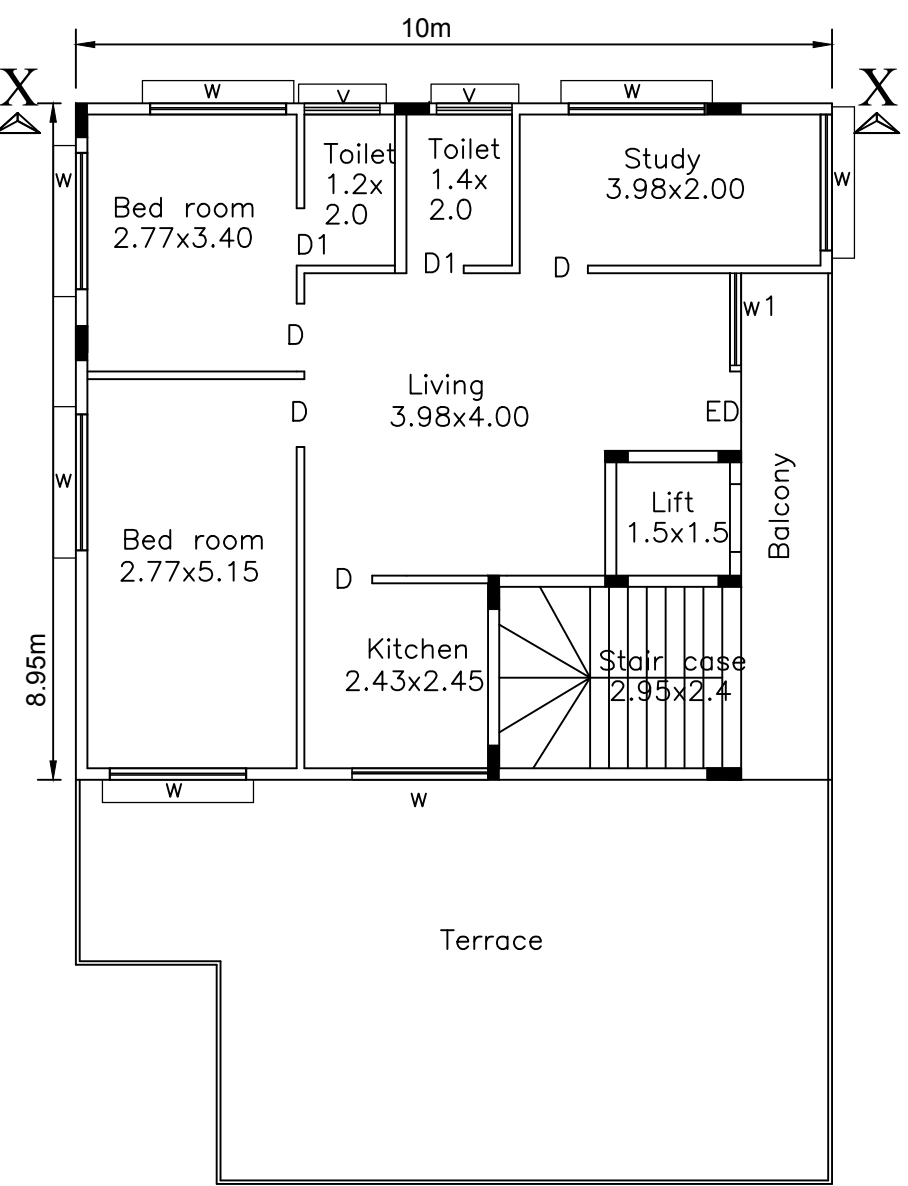 10m
X
X
W
V
V
W
W
W
Toilet
1.2x
2.0
Toilet
1.4x
2.0
Study
3.98x2.00
Bed room
2.77x3.40
D1
D1
D
w1
D
Living
3.98x4.00
D
ED
W
Balcony
Lift
1.5x1.5
Bed room
2.77x5.15
D
Kitchen
2.43x2.45
Stair case
2.95x2.4
8.95m
W
W
Terrace